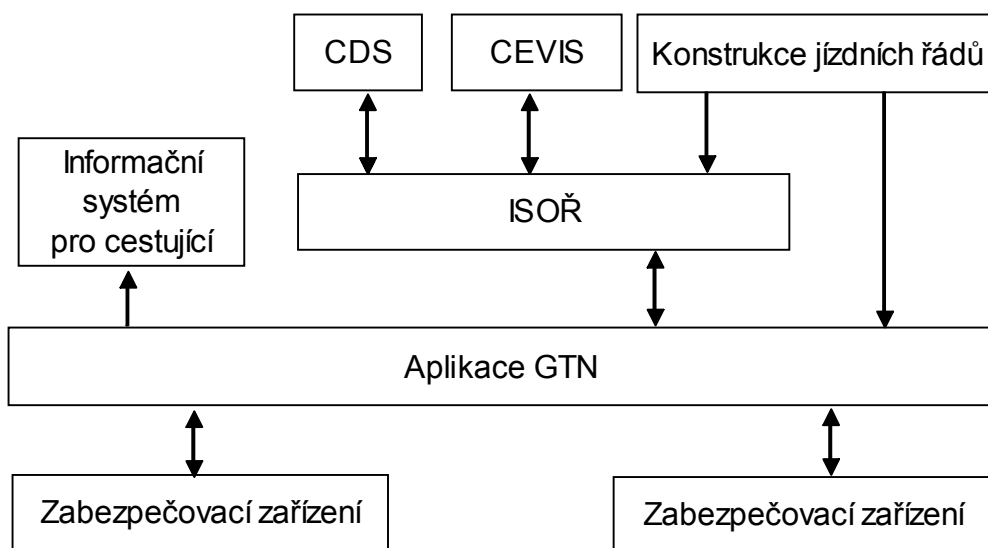 CDS
CEVIS
Konstrukce jízdních řádů
Informační
systém
pro cestující
ISOŘ
Aplikace GTN
Zabezpečovací zařízení
Zabezpečovací zařízení